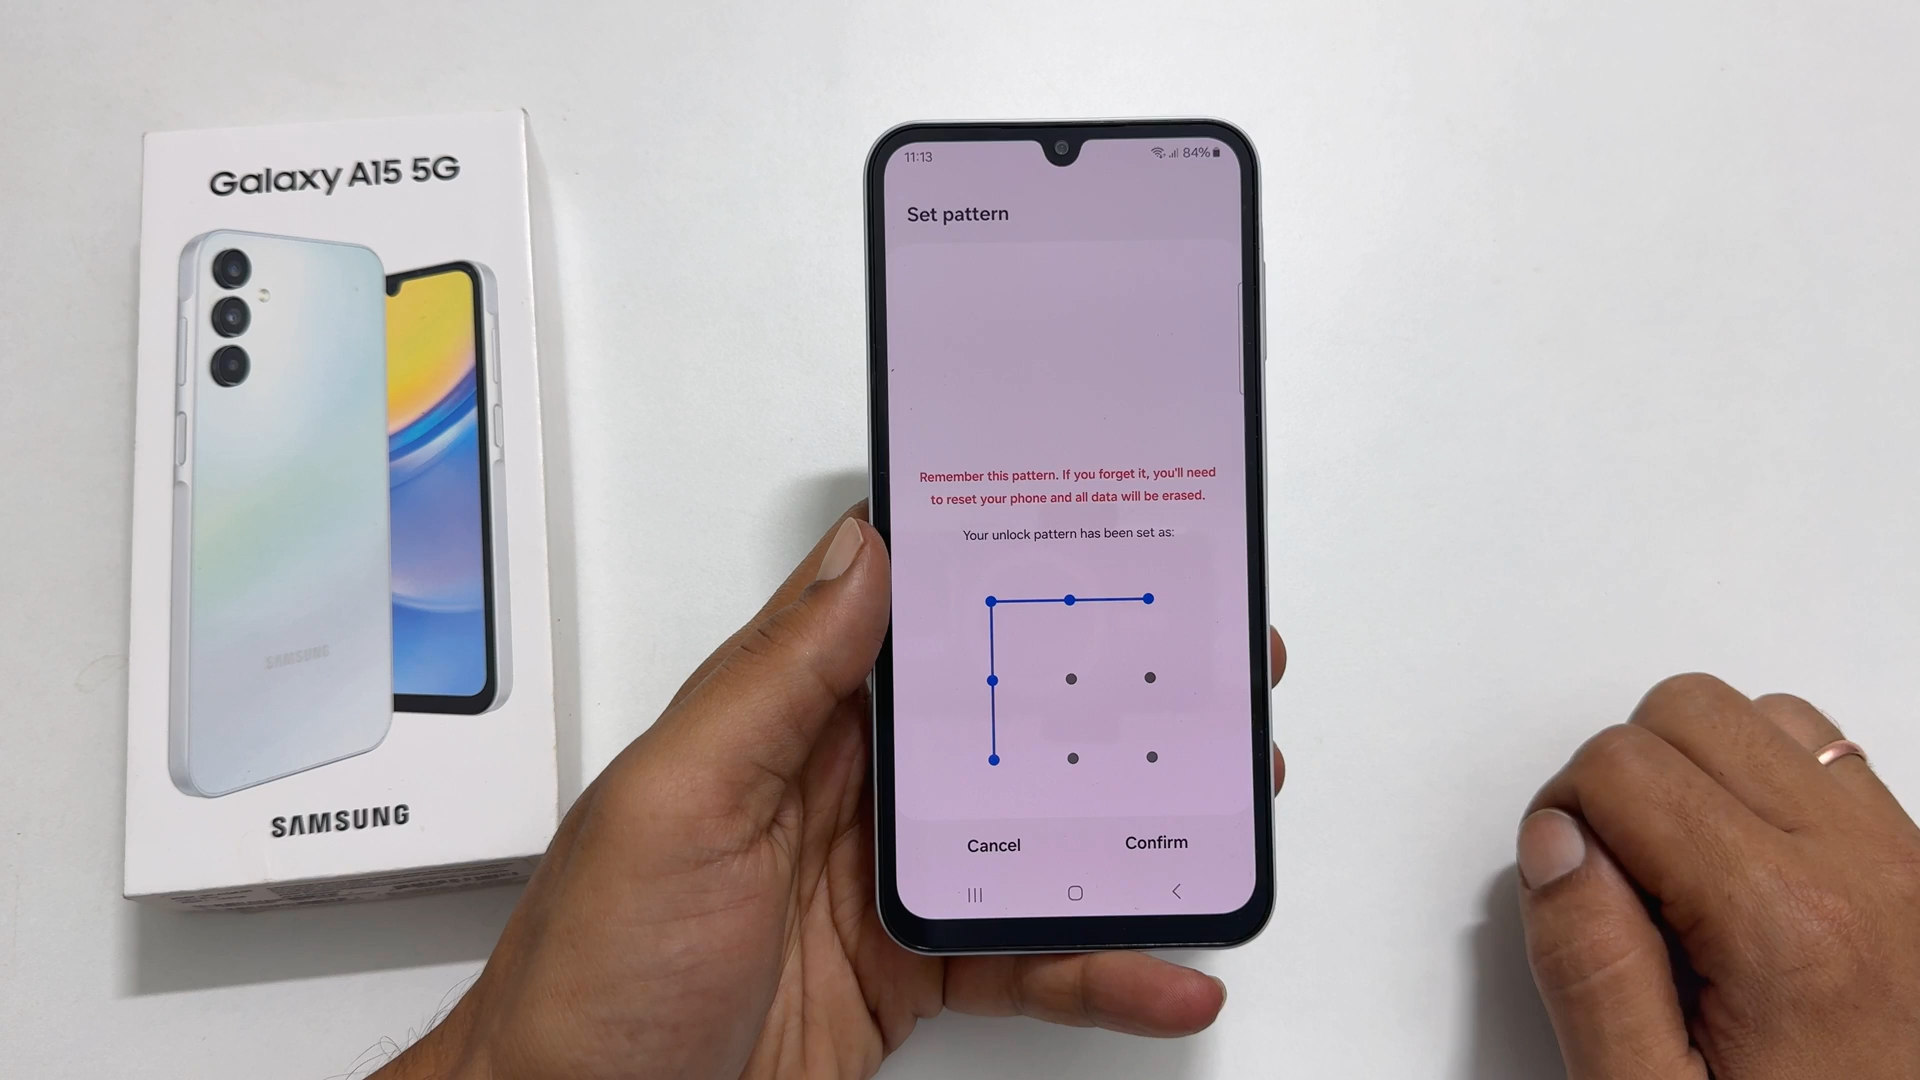 Galaxy A15 5G
SAMSUNG
SAMSUNG
11:13
84%
Set pattern
Remember this pattern. If you forget it, you'll need
to reset your phone and all data will be erased.
Your unlock pattern has been set as:
Cancel
Confirm